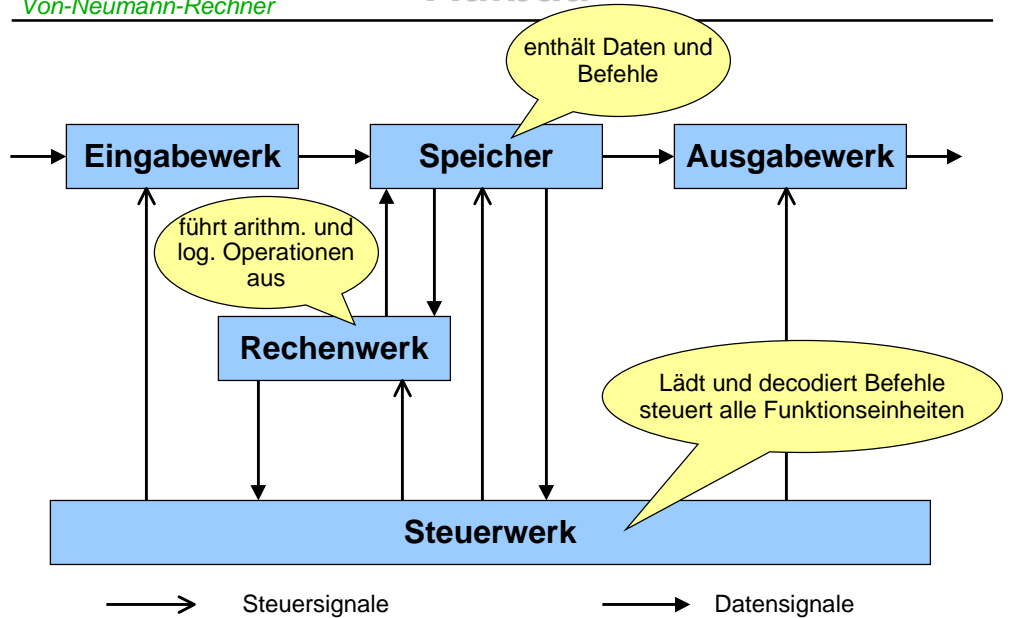 Von-Neumann-Rechner
enthält Daten und
Befehle
Eingabewerk
Speicher
Ausgabewerk
führt arithm. und
log. Operationen
aus
Rechenwerk
Lädt und decodiert Befehle
steuert alle Funktionseinheiten
Steuerwerk
Steuersignale
Datensignale